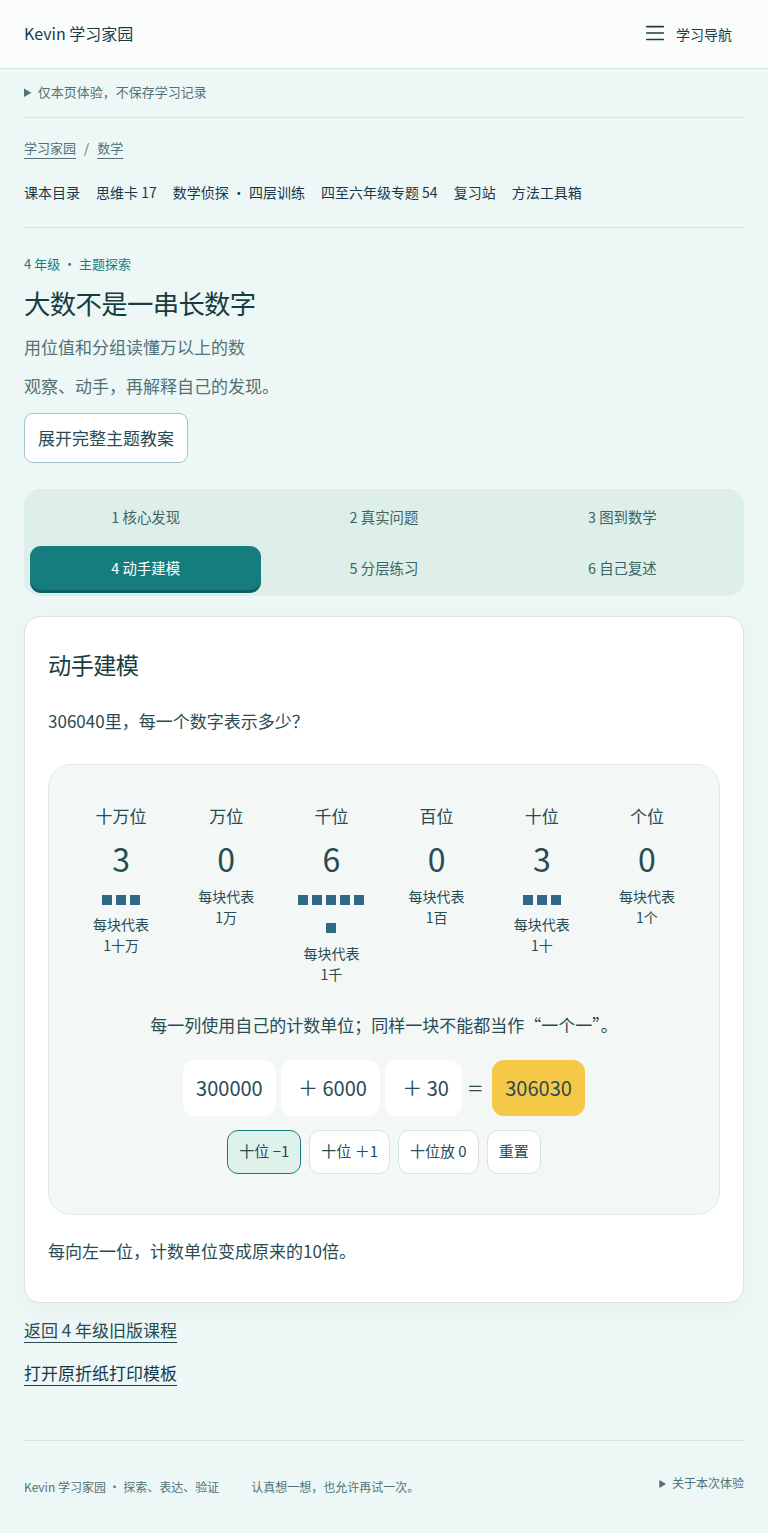 Kevin 学习家园
学习导航
仅本页体验，不保存学习记录
学习家园 / 数学
课本目录 思维卡 17 数学侦探 · 四层训练 四至六年级专题 54 复习站 方法工具箱
4 年级 · 主题探索
大数不是一串长数字
用位值和分组读懂万以上的数
观察、动手，再解释自己的发现。
展开完整主题教案
1 核心发现 2 真实问题 3 图到数学
4 动手建模 5 分层练习 6 自己复述
动手建模
306040里，每一个数字表示多少？
十万位 万位 千位 百位 十位 个位
3 0 6 0 3 0
每块代表 1十万
每块代表 1万
每块代表 1千
每块代表 1百
每块代表 1十
每块代表 1个
每一列使用自己的计数单位；同样一块不能都当作“一个一”。
300000 ＋ 6000 ＋ 30 ＝ 306030
十位 −1 十位 ＋1 十位放 0 重置
每向左一位，计数单位变成原来的10倍。
返回 4 年级旧版课程
打开原折纸打印模板
Kevin 学习家园 · 探索、表达、验证 认真想一想，也允许再试一次。 关于本次体验